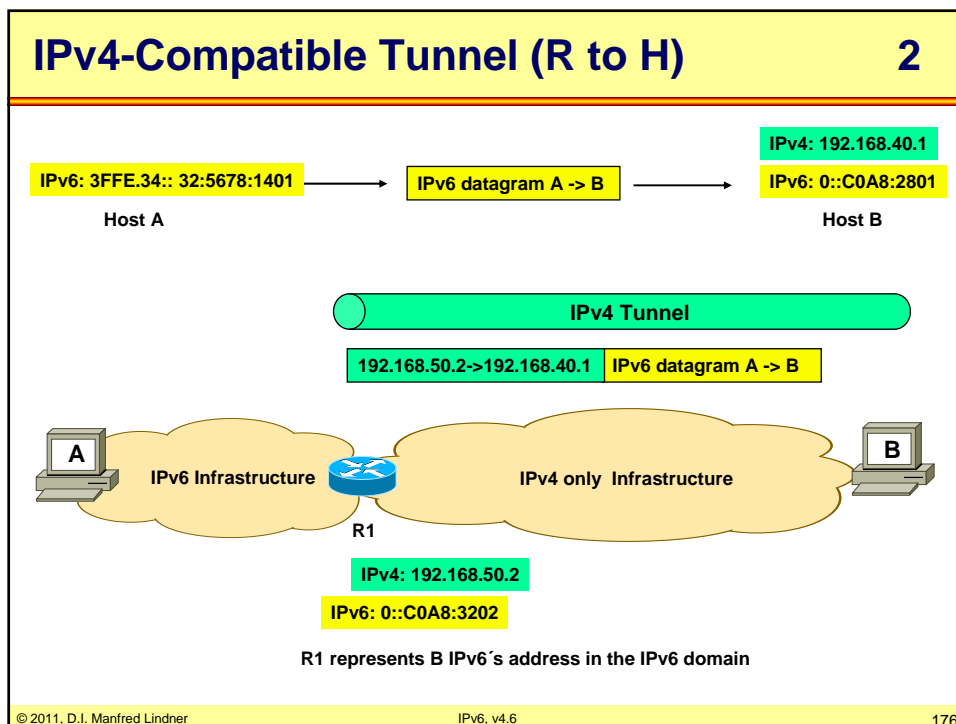 IPv4-Compatible Tunnel (R to H) 2
IPv4: 192.168.40.1
IPv6: 3FFE.34:: 32:5678:1401
IPv6 datagram A -> B
IPv6: 0::C0A8:2801
Host A
Host B
IPv4 Tunnel
192.168.50.2->192.168.40.1 IPv6 datagram A -> B
A
B
IPv6 Infrastructure
IPv4 only Infrastructure
R1
IPv4: 192.168.50.2
IPv6: 0::C0A8:3202
R1 represents B IPv6´s address in the IPv6 domain
© 2011, D.I. Manfred Lindner IPv6, v4.6 176